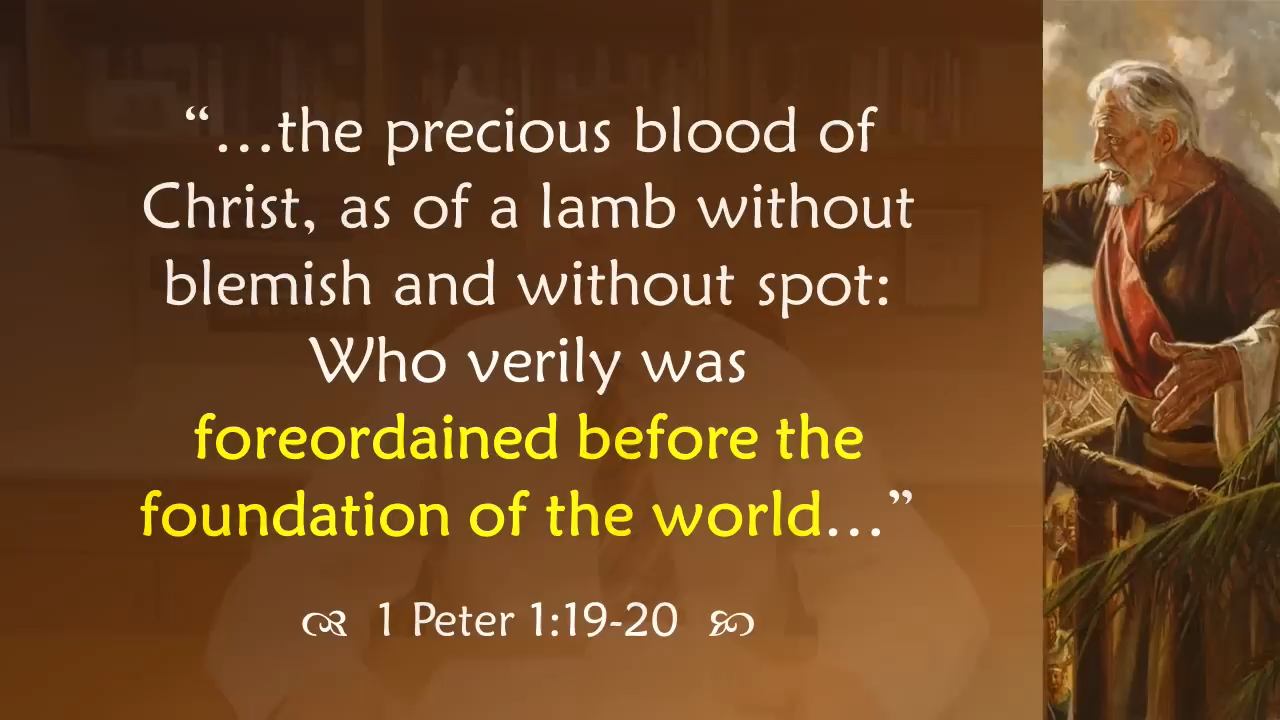 “…the precious blood of
Christ, as of a lamb without
blemish and without spot:
Who verily was
foreordained before the
foundation of the world…”
1 Peter 1:19-20